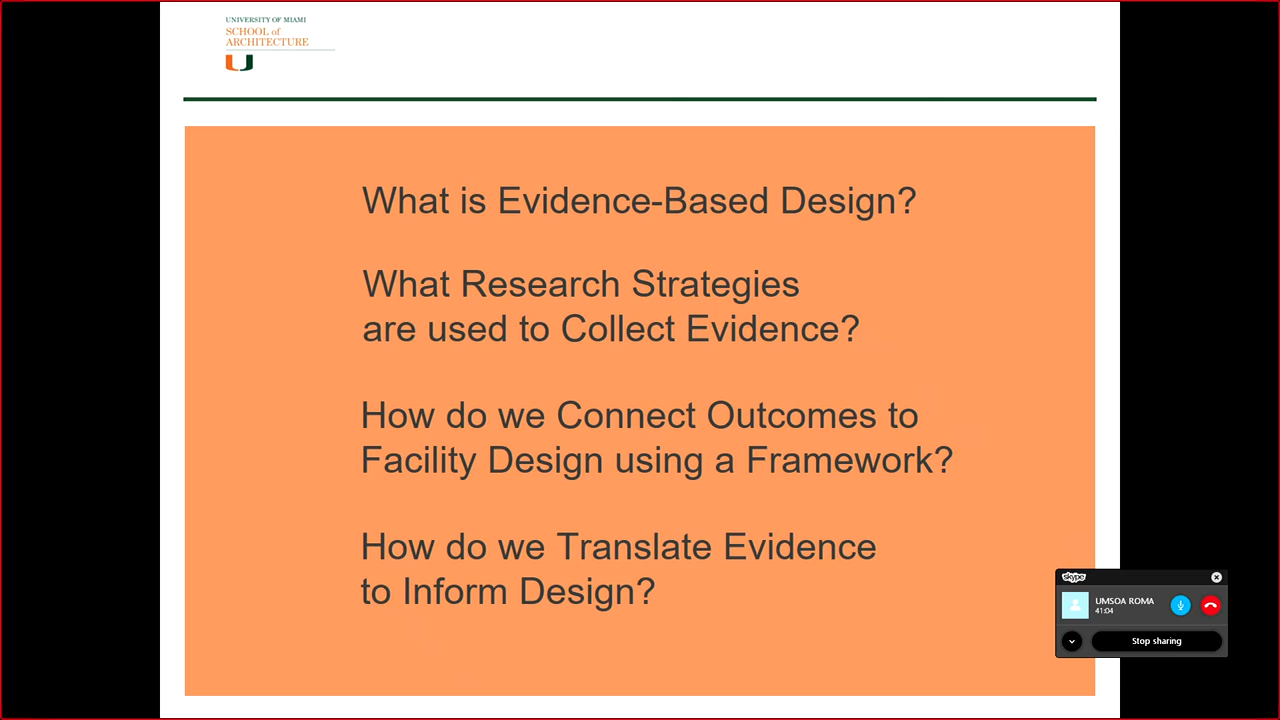 UNIVERSITY OF MIAMI
SCHOOL of
ARCHITECTURE
What is Evidence-Based Design?
What Research Strategies
are used to Collect Evidence?
How do we Connect Outcomes to
Facility Design using a Framework?
How do we Translate Evidence
to Inform Design?
skype
UMSOA ROMA
41:04
Stop sharing